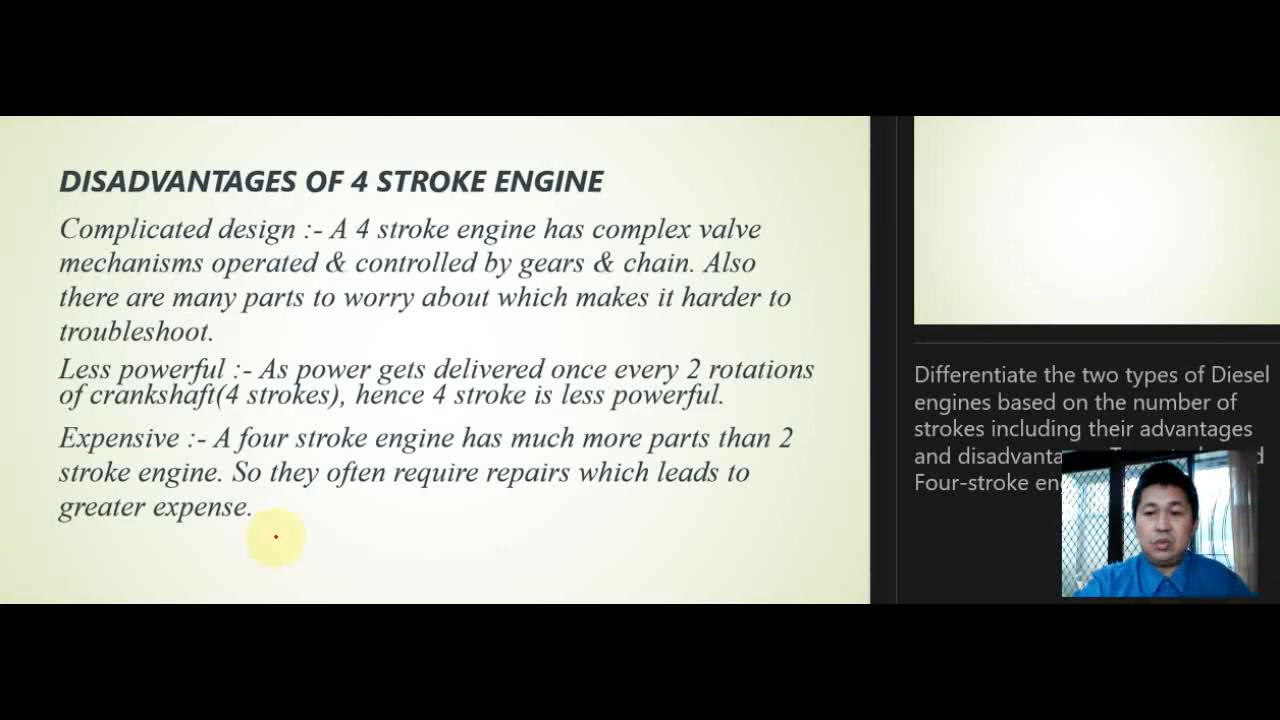 DISADVANTAGES OF 4 STROKE ENGINE
Complicated design :- A 4 stroke engine has complex valve
mechanisms operated & controlled by gears & chain. Also
there are many parts to worry about which makes it harder to
troubleshoot.
Less powerful :- As power gets delivered once every 2 rotations
of crankshaft(4 strokes), hence 4 stroke is less powerful.
Expensive :- A four stroke engine has much more parts than 2
stroke engine. So they often require repairs which leads to
greater expense.
Differentiate the two types of Diesel
engines based on the number of
strokes including their advantages
and
Four-stroke